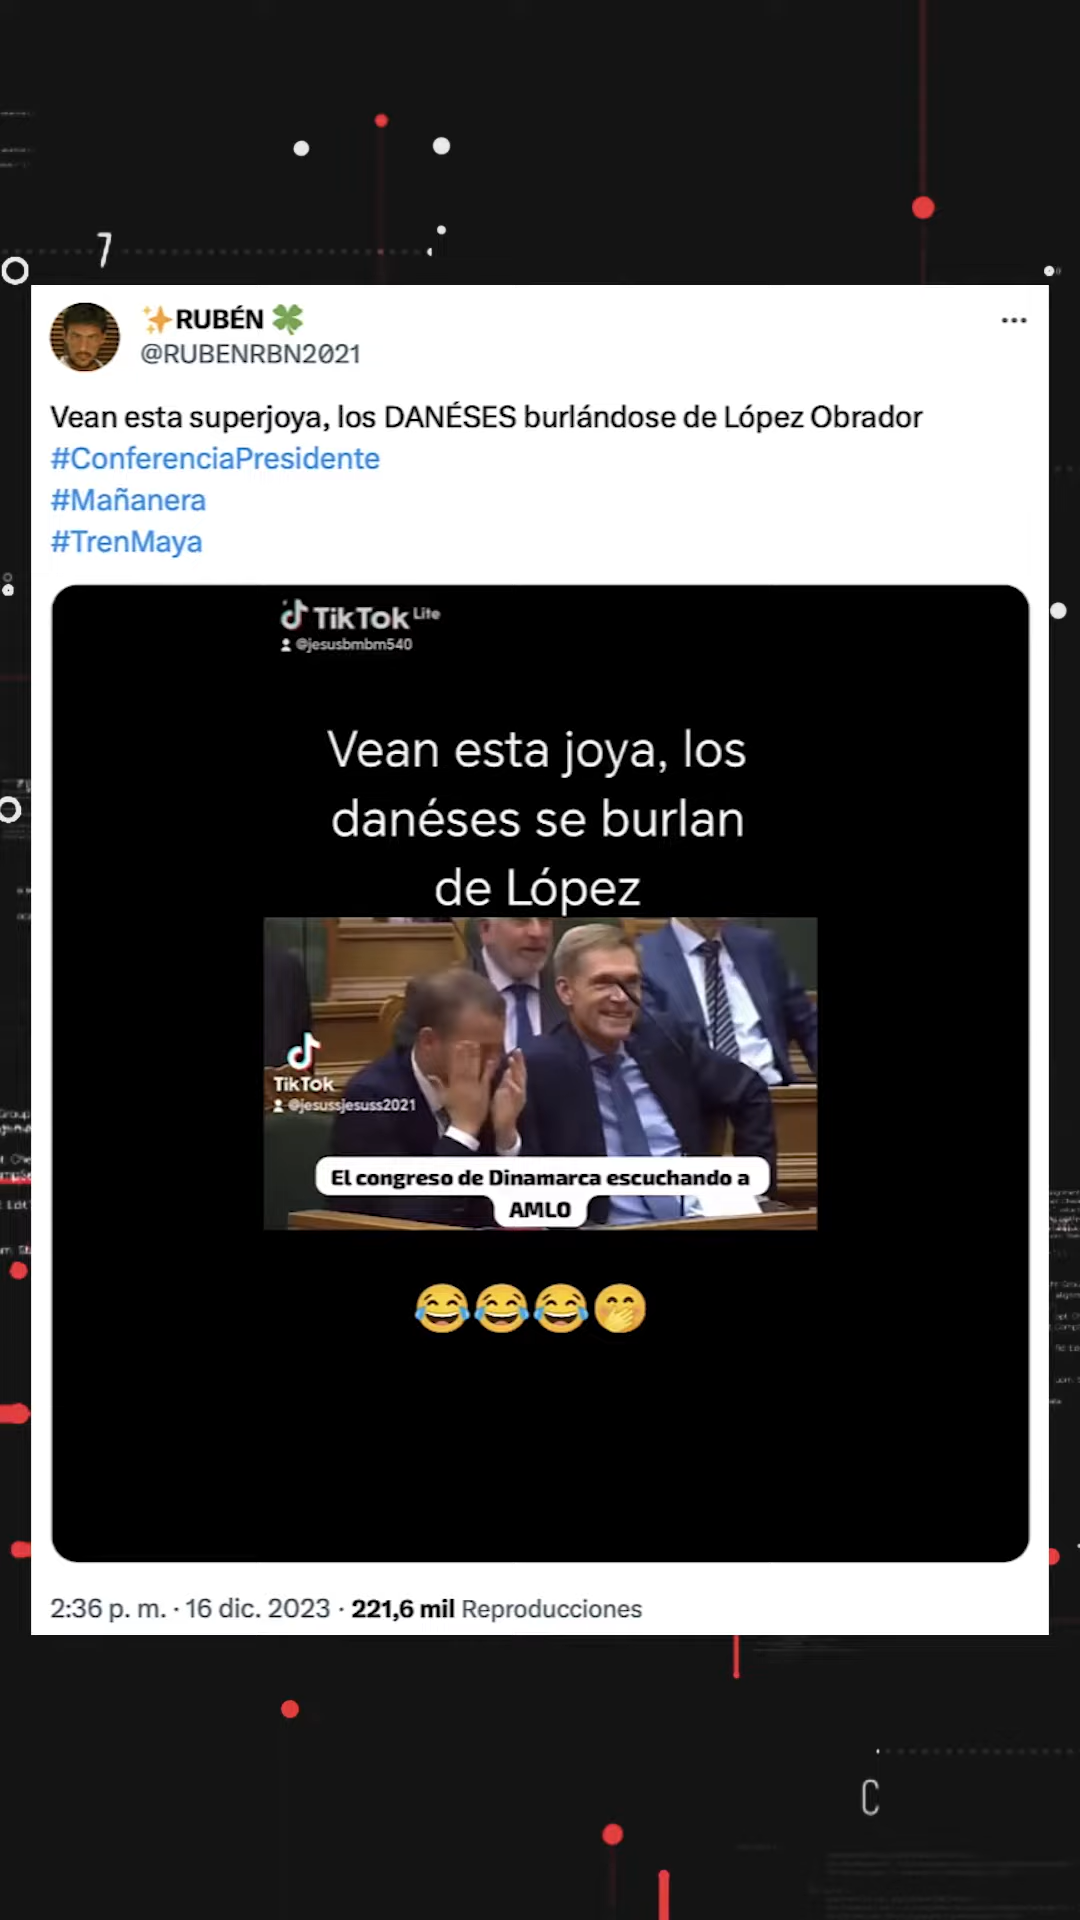 7
✨RUBÉN 🍀
@RUBENRBN2021
Vean esta superjoya, los DANÉSES burlándose de López Obrador
#ConferenciaPresidente
#Mañanera
#TrenMaya
TikTok Lite
@jesusbmbm540
Vean esta joya, los
danéses se burlan
de López
TikTok
@jesussjesuss2021
El congreso de Dinamarca escuchando a
AMLO
😂😂😂🤭
2:36 p. m. · 16 dic. 2023 · 221,6 mil Reproducciones
C